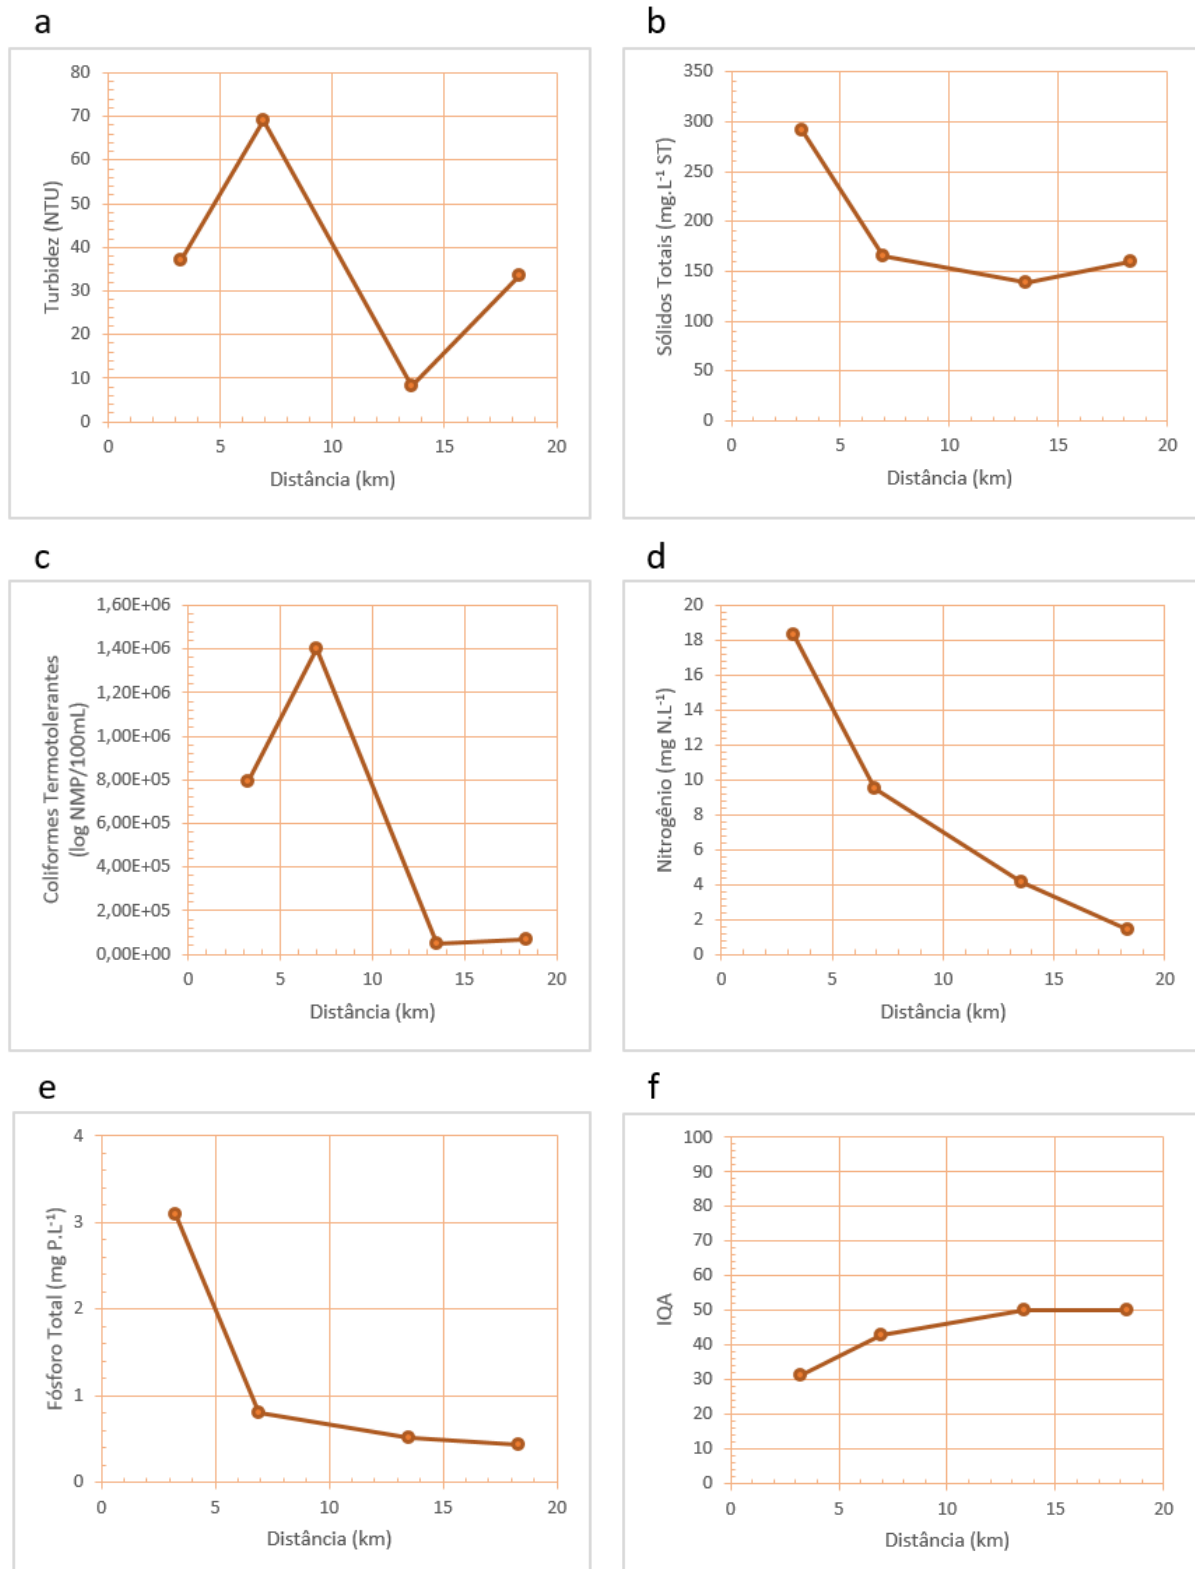 a
80
70
60
50
40
30
20
10
0
Turbidez (NTU)
0 5 10 15 20
Distância (km)
b
350
300
250
200
150
100
50
0
Sólidos Totais (mg.L⁻¹ ST)
0 5 10 15 20
Distância (km)
c
1,60E+06
1,40E+06
1,20E+06
1,00E+06
8,00E+05
6,00E+05
4,00E+05
2,00E+05
0,00E+00
Coliformes Termotolerantes
(log NMP/100mL)
0 5 10 15 20
Distância (km)
d
20
18
16
14
12
10
8
6
4
2
0
Nitrogênio (mg N.L⁻¹)
0 5 10 15 20
Distância (km)
e
4
3
2
1
0
Fósforo Total (mg P.L⁻¹)
0 5 10 15 20
Distância (km)
f
100
90
80
70
60
50
40
30
20
10
0
IQA
0 5 10 15 20
Distância (km)